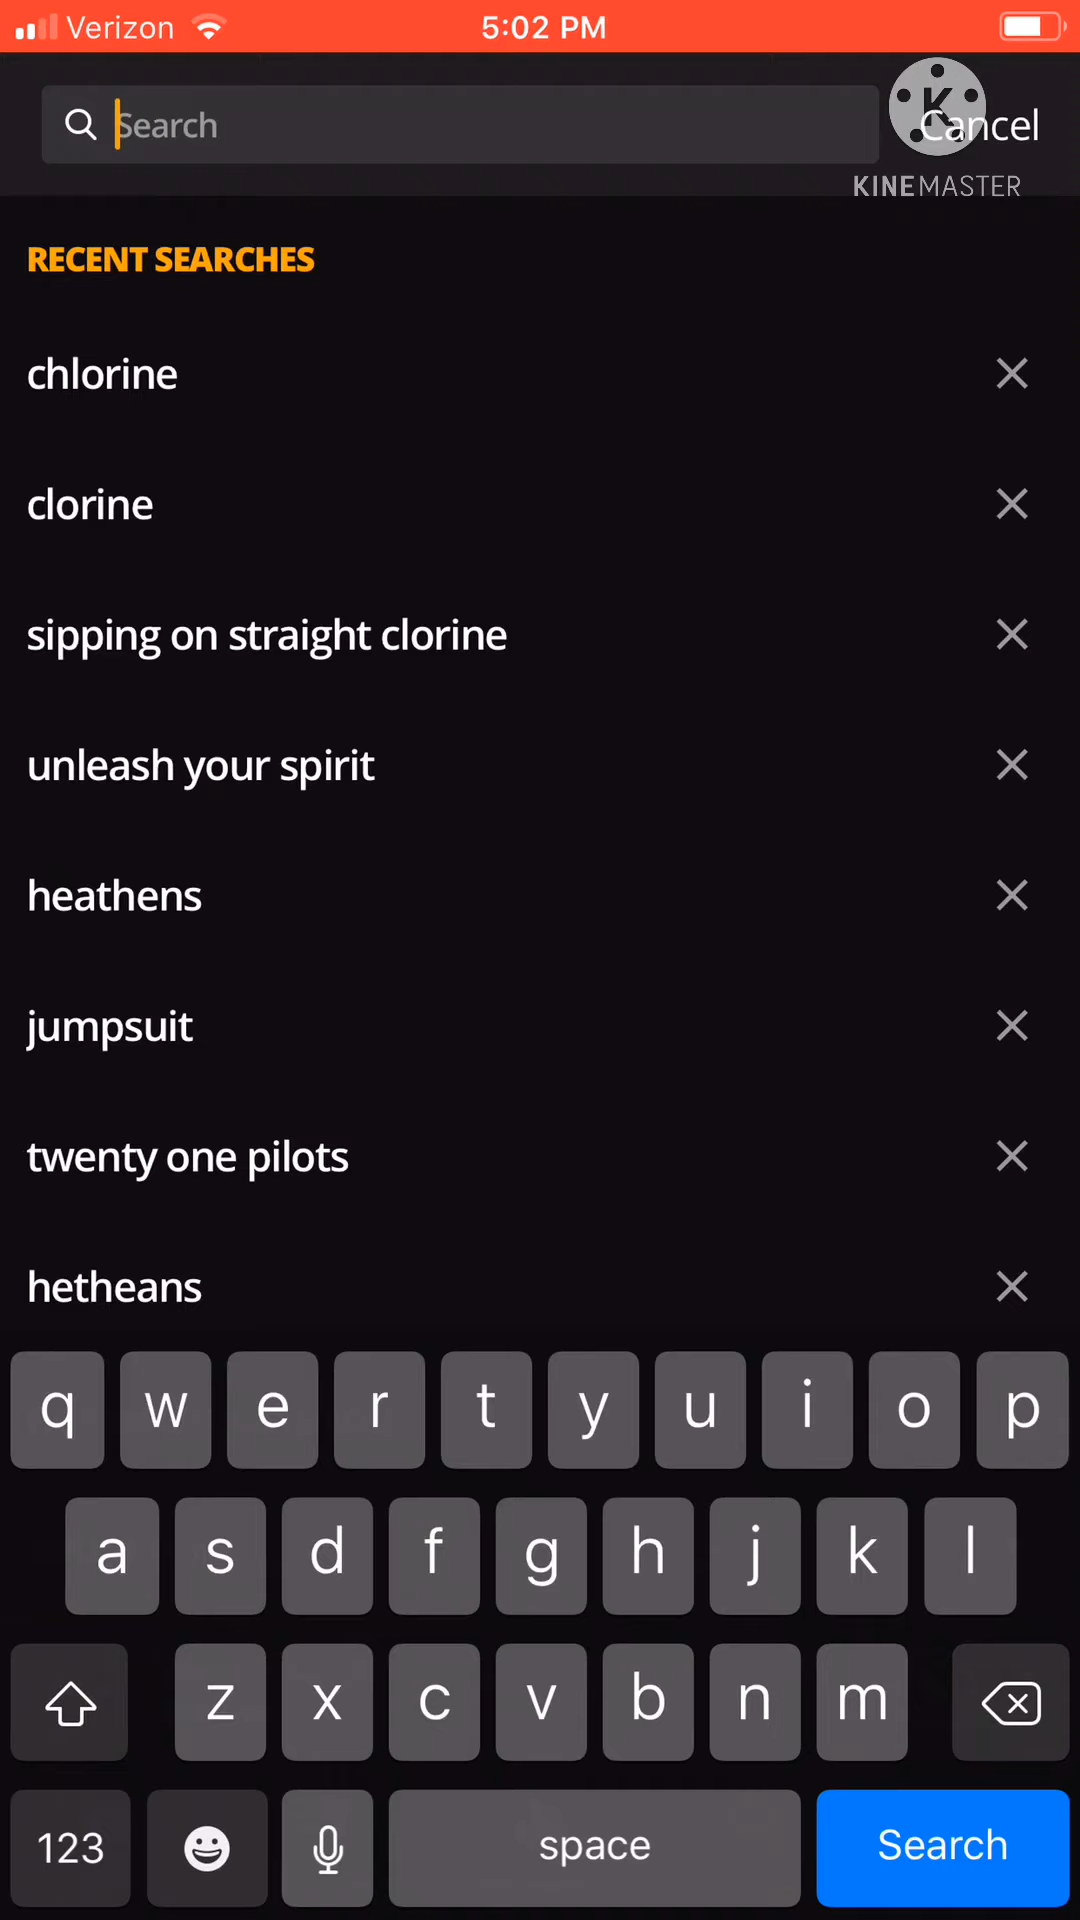 Verizon 5:02 PM
Search Cancel
K
KINEMASTER
RECENT SEARCHES
chlorine
clorine
sipping on straight clorine
unleash your spirit
heathens
jumpsuit
twenty one pilots
hetheans
q w e r t y u i o p
a s d f g h j k l
z x c v b n m
123 space Search